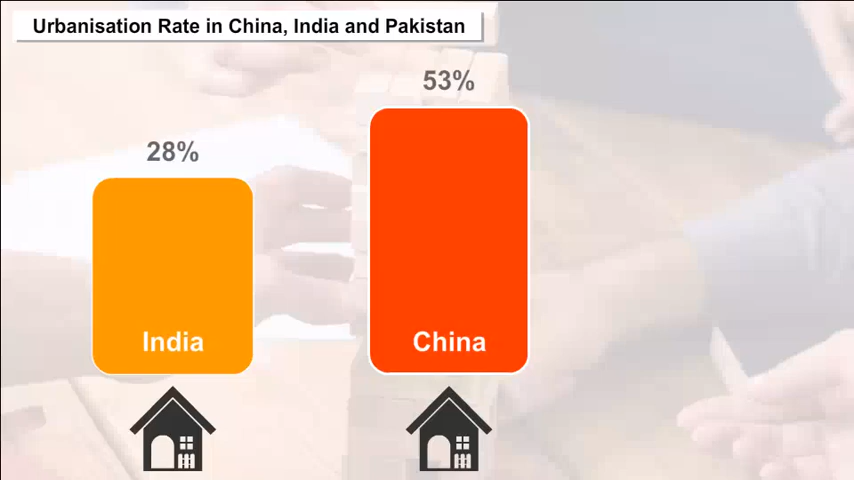 Urbanisation Rate in China, India and Pakistan
53%
28%
India
China